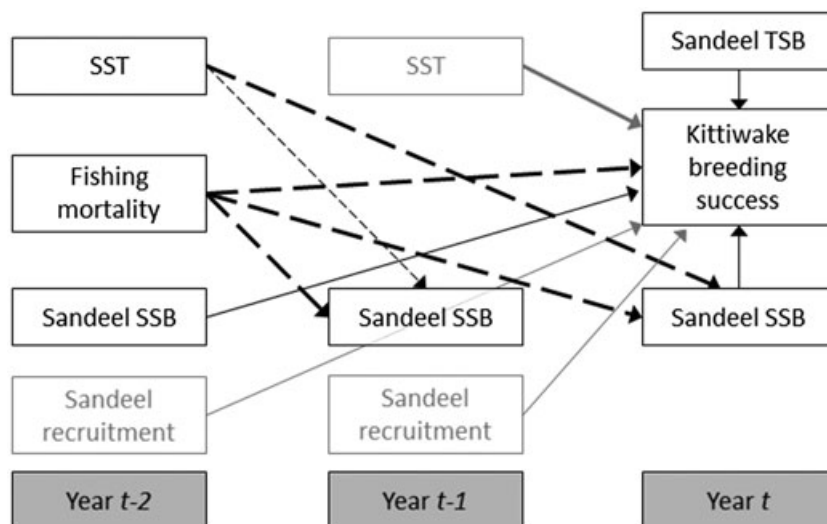 Sandeel TSB
SST
SST
Kittiwake
breeding
success
Fishing
mortality
Sandeel SSB
Sandeel SSB
Sandeel SSB
Sandeel
recruitment
Sandeel
recruitment
Year t-2
Year t-1
Year t